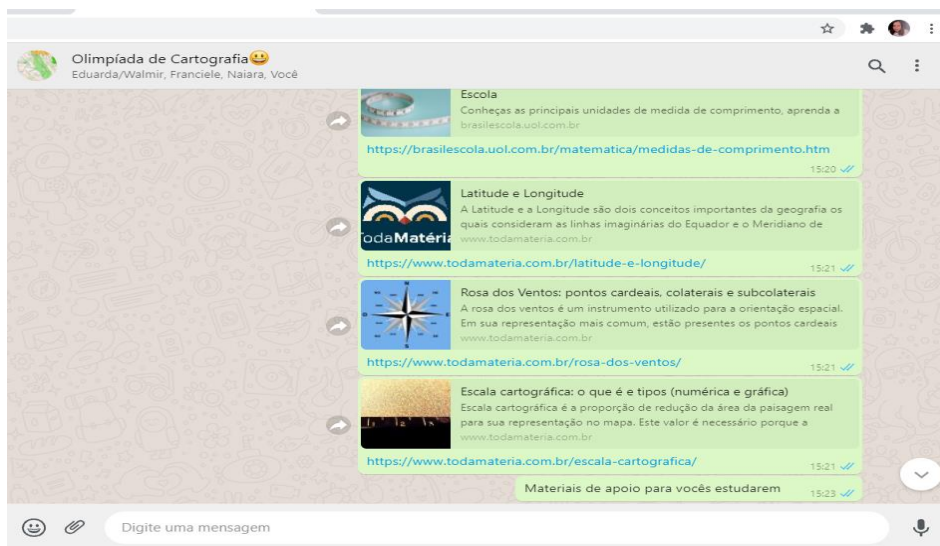 Olimpíada de Cartografia😀
Eduarda/Walmir, Franciele, Naiara, Você
Escola
Conheças as principais unidades de medida de comprimento, aprenda a
brasilescola.uol.com.br
https://brasilescola.uol.com.br/matematica/medidas-de-comprimento.htm
15:20
Latitude e Longitude
A Latitude e a Longitude são dois conceitos importantes da geografia os
quais consideram as linhas imaginárias do Equador e o Meridiano de
www.todamateria.com.br
TodaMatéria
https://www.todamateria.com.br/latitude-e-longitude/
15:21
Rosa dos Ventos: pontos cardeais, colaterais e subcolaterais
A rosa dos ventos é um instrumento utilizado para a orientação espacial.
Em sua representação mais comum, estão presentes os pontos cardeais
www.todamateria.com.br
https://www.todamateria.com.br/rosa-dos-ventos/
15:21
Escala cartográfica: o que é e tipos (numérica e gráfica)
Escala cartográfica é a proporção de redução da área da paisagem real
para sua representação no mapa. Este valor é necessário porque a
www.todamateria.com.br
https://www.todamateria.com.br/escala-cartografica/
15:21
Materiais de apoio para vocês estudarem
15:23
Digite uma mensagem